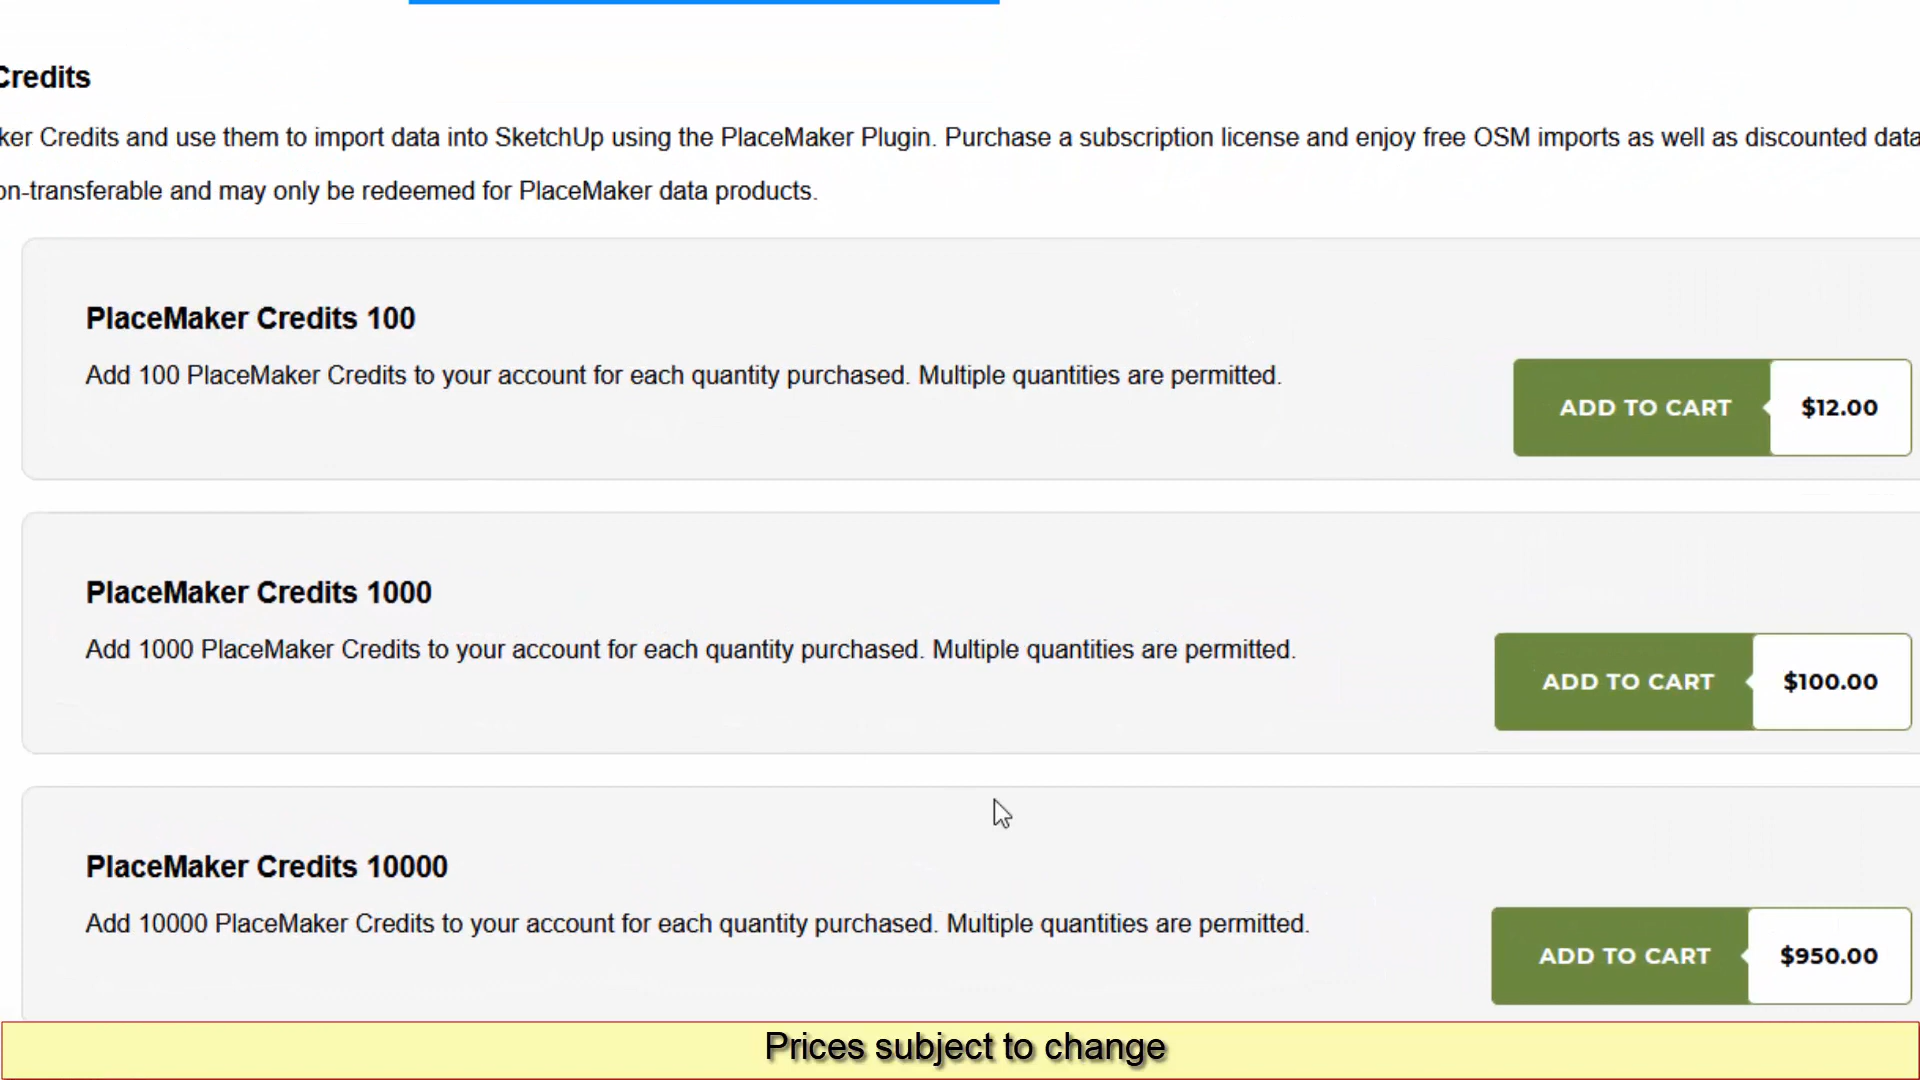 Credits
ker Credits and use them to import data into SketchUp using the PlaceMaker Plugin. Purchase a subscription license and enjoy free OSM imports as well as discounted data
on-transferable and may only be redeemed for PlaceMaker data products.
PlaceMaker Credits 100
Add 100 PlaceMaker Credits to your account for each quantity purchased. Multiple quantities are permitted.
ADD TO CART $12.00
PlaceMaker Credits 1000
Add 1000 PlaceMaker Credits to your account for each quantity purchased. Multiple quantities are permitted.
ADD TO CART $100.00
PlaceMaker Credits 10000
Add 10000 PlaceMaker Credits to your account for each quantity purchased. Multiple quantities are permitted.
ADD TO CART $950.00
Prices subject to change